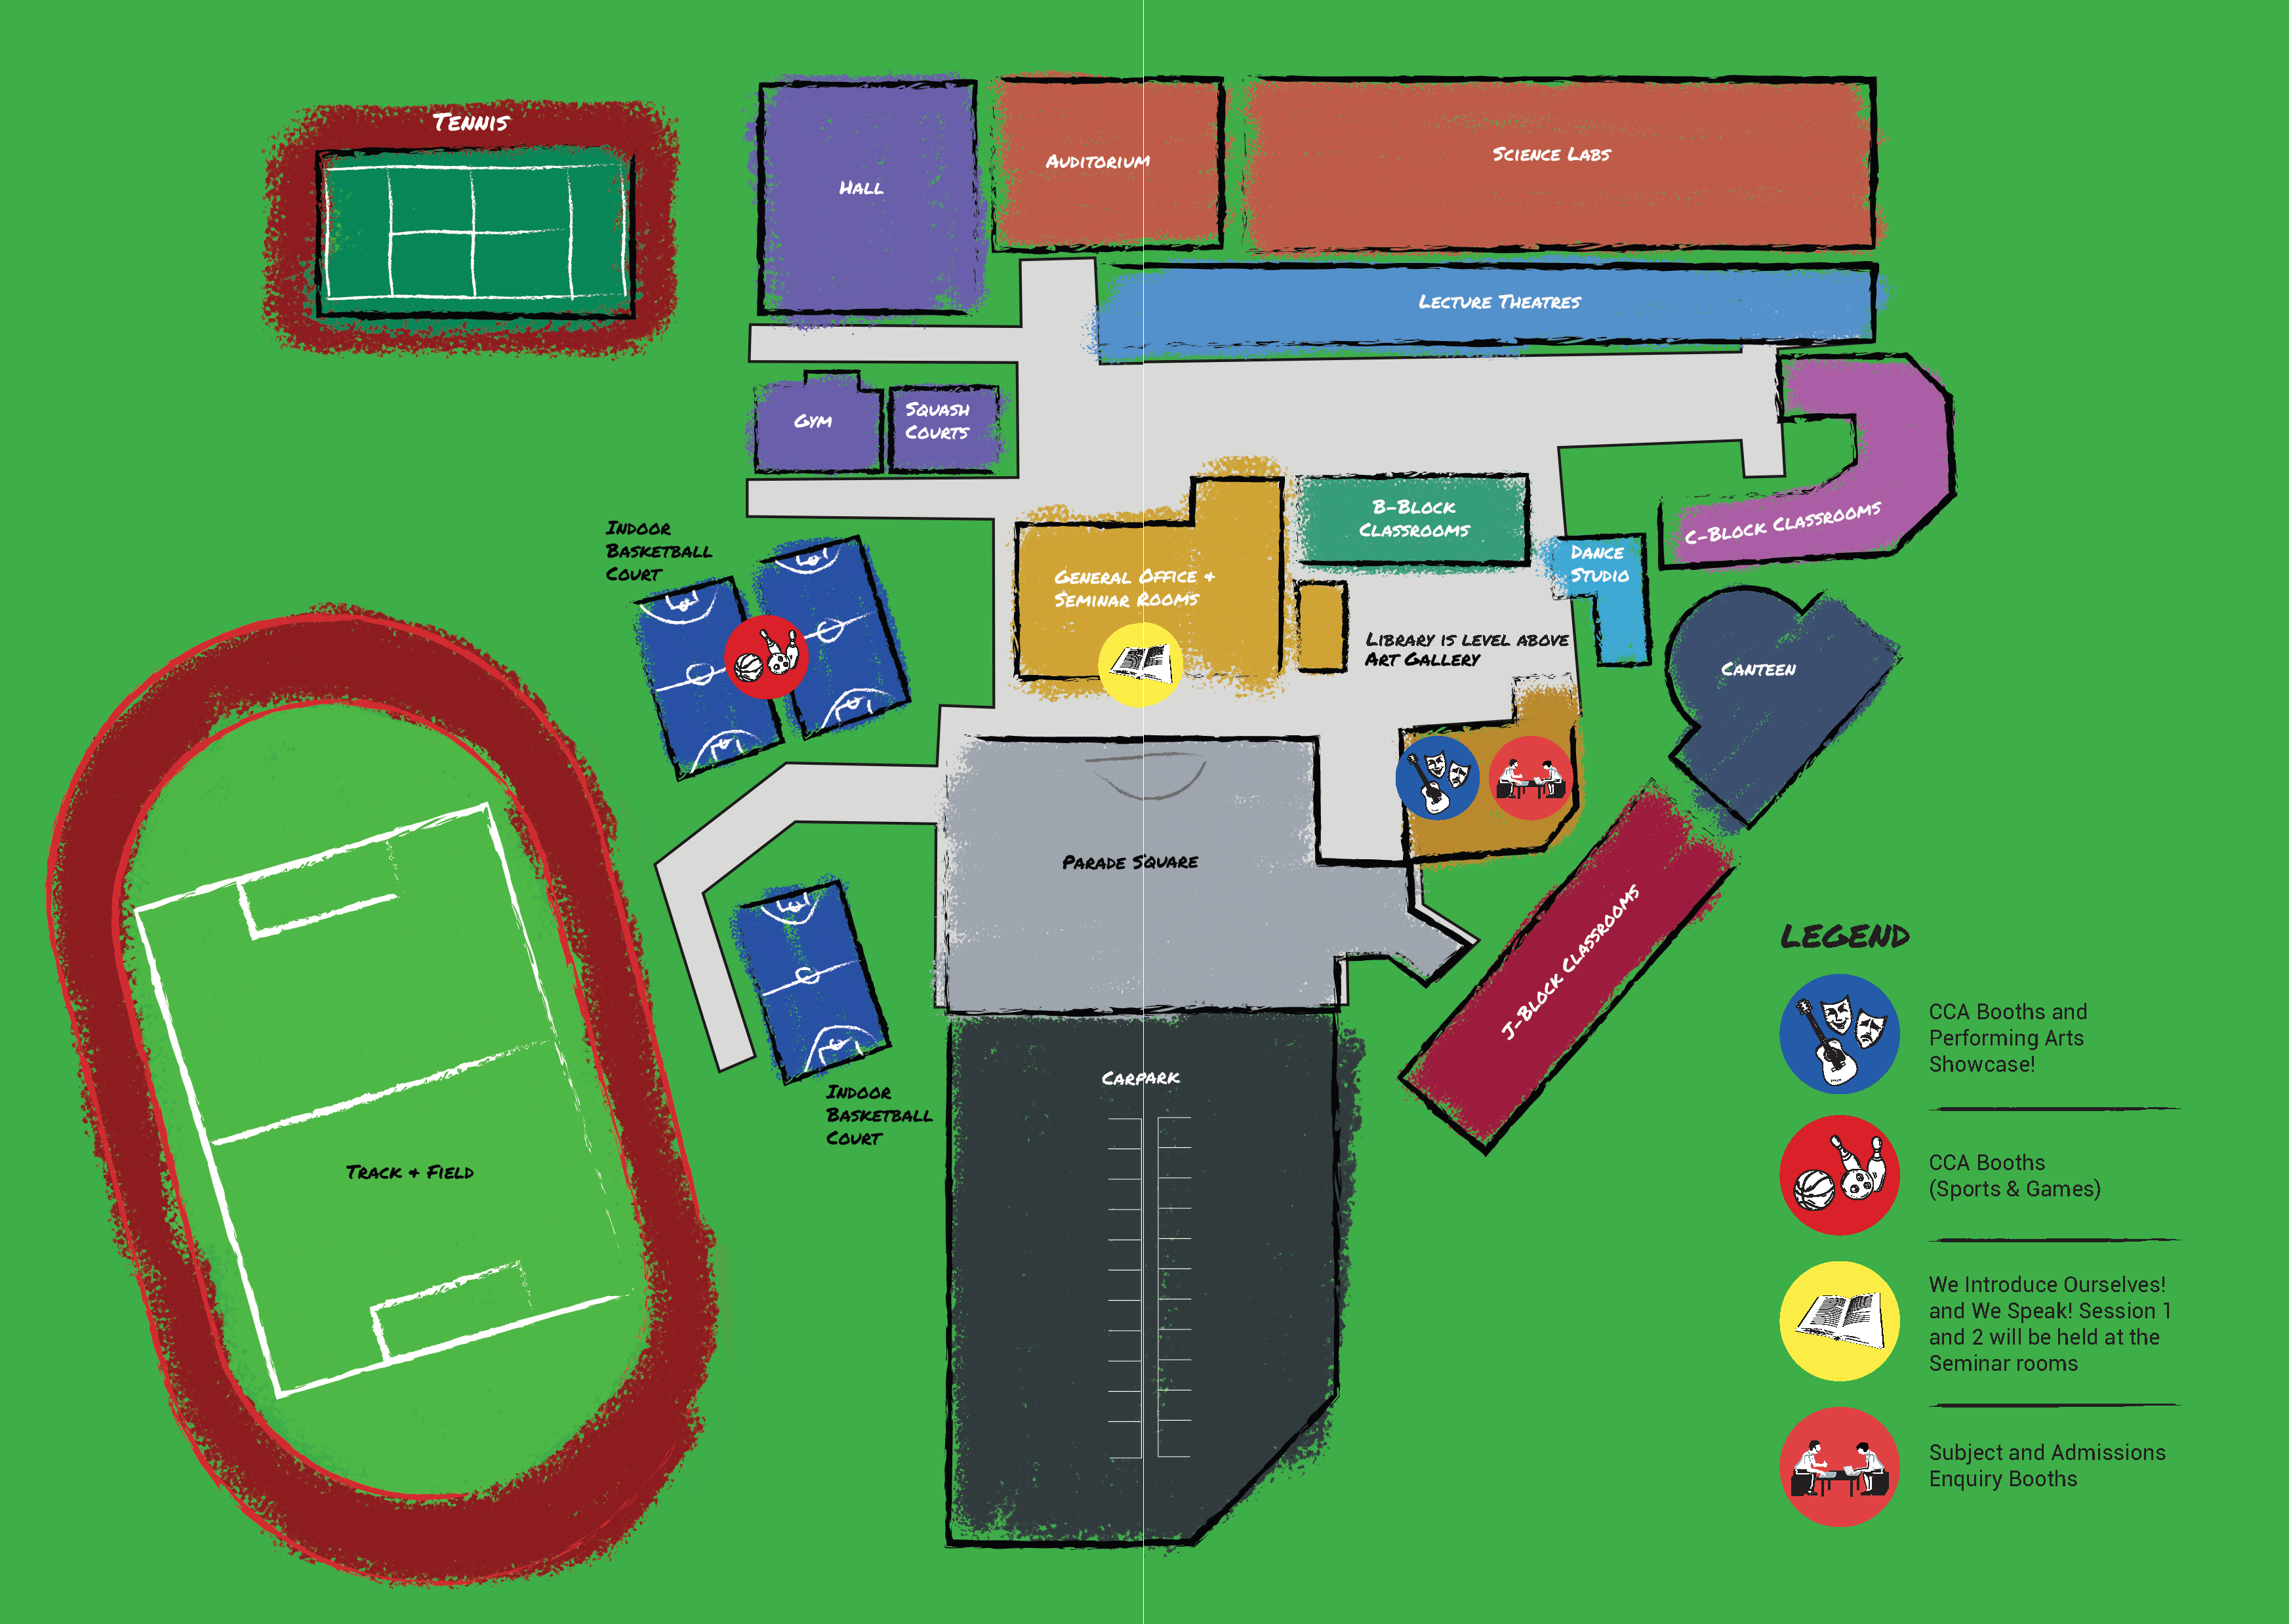 TENNIS
HALL
AUDITORIUM
SCIENCE LABS
LECTURE THEATRES
GYM
SQUASH
COURTS
INDOOR
BASKETBALL
COURT
GENERAL OFFICE +
SEMINAR ROOMS
B-BLOCK
CLASSROOMS
DANCE
STUDIO
C-BLOCK CLASSROOMS
LIBRARY IS LEVEL ABOVE
ART GALLERY
CANTEEN
PARADE SQUARE
J-BLOCK CLASSROOMS
CARPARK
INDOOR
BASKETBALL
COURT
TRACK + FIELD
LEGEND
CCA Booths and
Performing Arts
Showcase!
CCA Booths
(Sports & Games)
We Introduce Ourselves!
and We Speak! Session 1
and 2 will be held at the
Seminar rooms
Subject and Admissions
Enquiry Booths